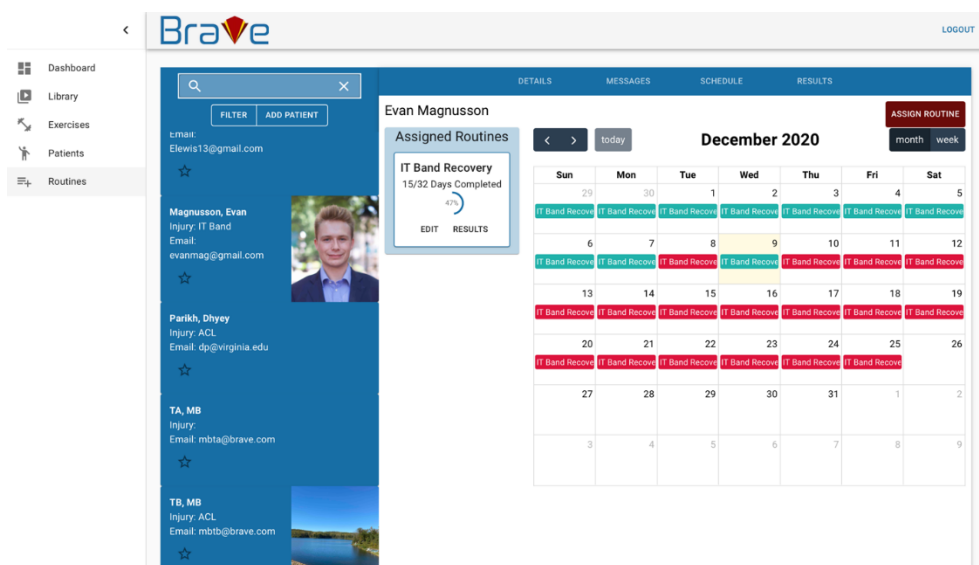 Brave
LOGOUT
Dashboard
Library
Exercises
Patients
Routines
FILTER
ADD PATIENT
Email:
Elewis13@gmail.com
Magnusson, Evan
Injury: IT Band
Email:
evanmag@gmail.com
Parikh, Dhyey
Injury: ACL
Email: dp@virginia.edu
TA, MB
Injury:
Email: mbta@brave.com
TB, MB
Injury: ACL
Email: mbtb@brave.com
DETAILS MESSAGES SCHEDULE RESULTS
Evan Magnusson
ASSIGN ROUTINE
Assigned Routines
IT Band Recovery
15/32 Days Completed
47%
EDIT RESULTS
today
December 2020
month week
Sun Mon Tue Wed Thu Fri Sat
29 30 1 2 3 4 5
IT Band Recove IT Band Recove IT Band Recove IT Band Recove IT Band Recove IT Band Recove IT Band Recove
6 7 8 9 10 11 12
IT Band Recove IT Band Recove IT Band Recove IT Band Recove IT Band Recove IT Band Recove IT Band Recove
13 14 15 16 17 18 19
IT Band Recove IT Band Recove IT Band Recove IT Band Recove IT Band Recove IT Band Recove IT Band Recove
20 21 22 23 24 25 26
IT Band Recove IT Band Recove IT Band Recove IT Band Recove IT Band Recove IT Band Recove
27 28 29 30 31 1 2
3 4 5 6 7 8 9